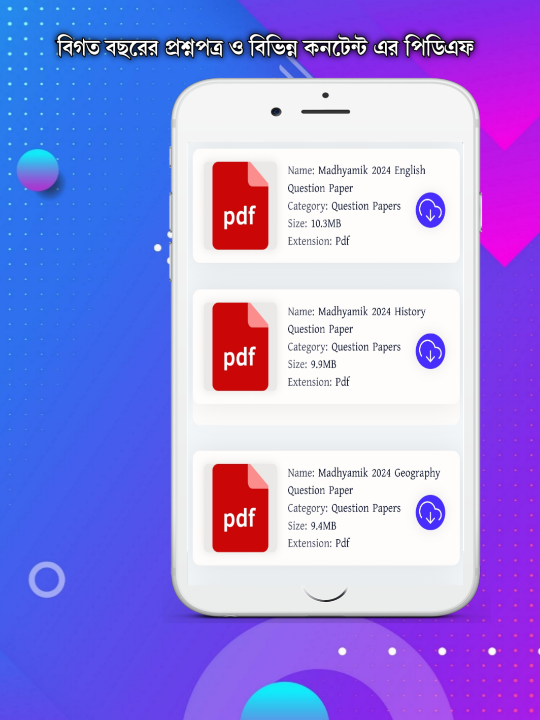 বিগত বছরের প্রশ্নপত্র ও বিভিন্ন কনটেন্ট এর পিডিএফ
pdf
Name: Madhyamik 2024 English
Question Paper
Category: Question Papers
Size: 10.3MB
Extension: Pdf
pdf
Name: Madhyamik 2024 History
Question Paper
Category: Question Papers
Size: 9.9MB
Extension: Pdf
pdf
Name: Madhyamik 2024 Geography
Question Paper
Category: Question Papers
Size: 9.4MB
Extension: Pdf